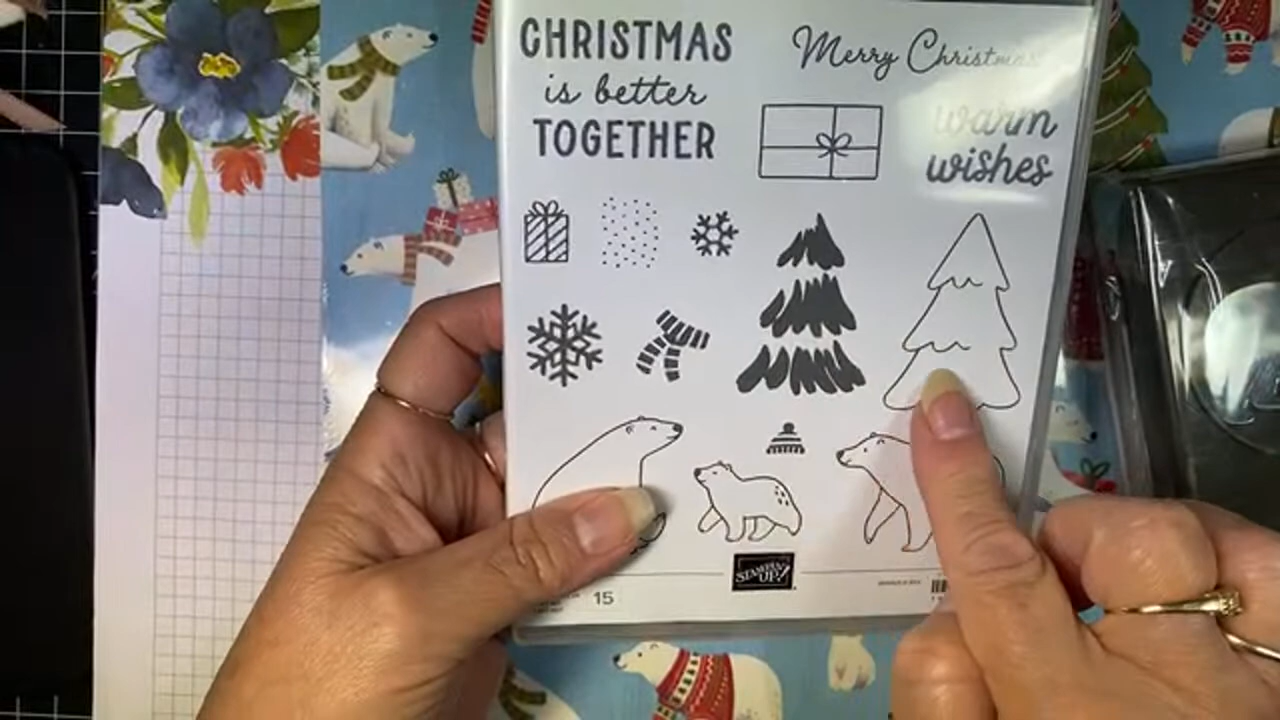 CHRISTMAS
is better
TOGETHER
Merry Christmas
warm
wishes
STAMPIN' UP!
15